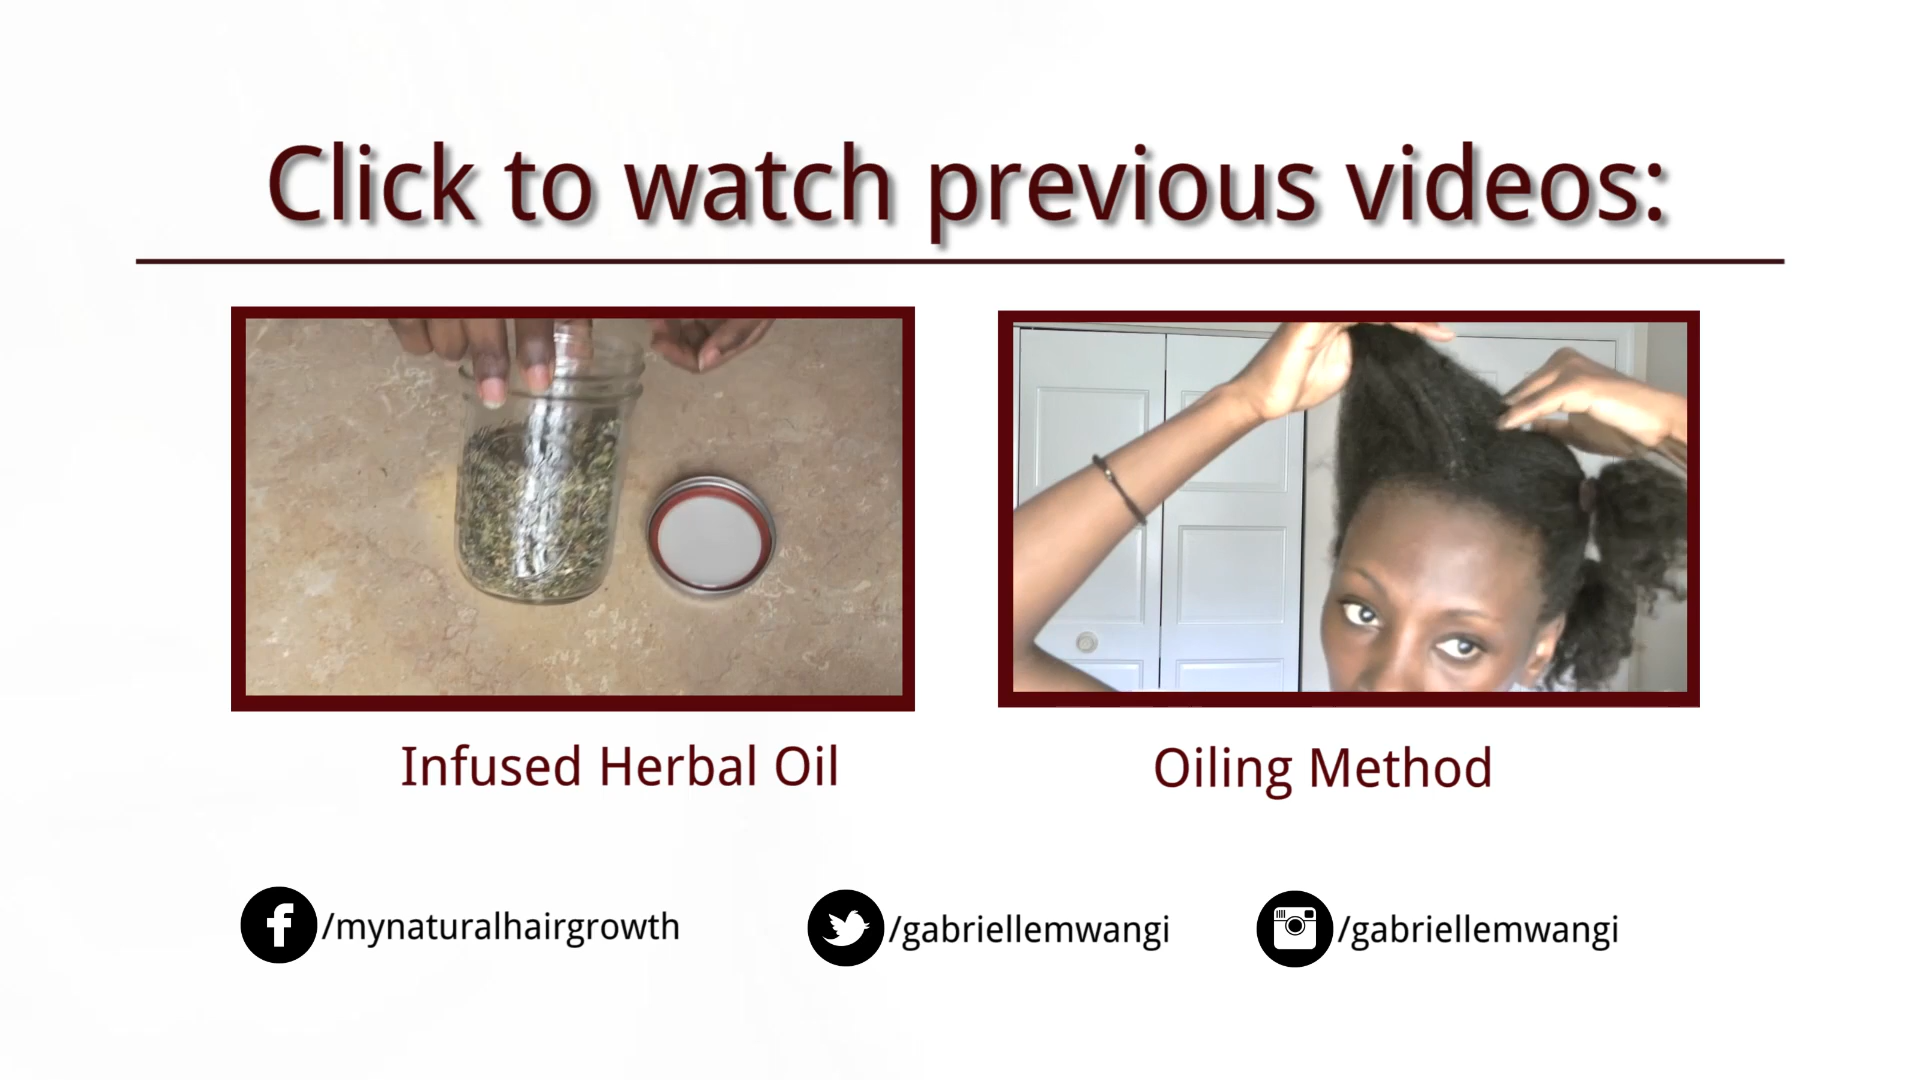 Click to watch previous videos:
Infused Herbal Oil
Oiling Method
/mynaturalhairgrowth
/gabriellemwangi
/gabriellemwangi